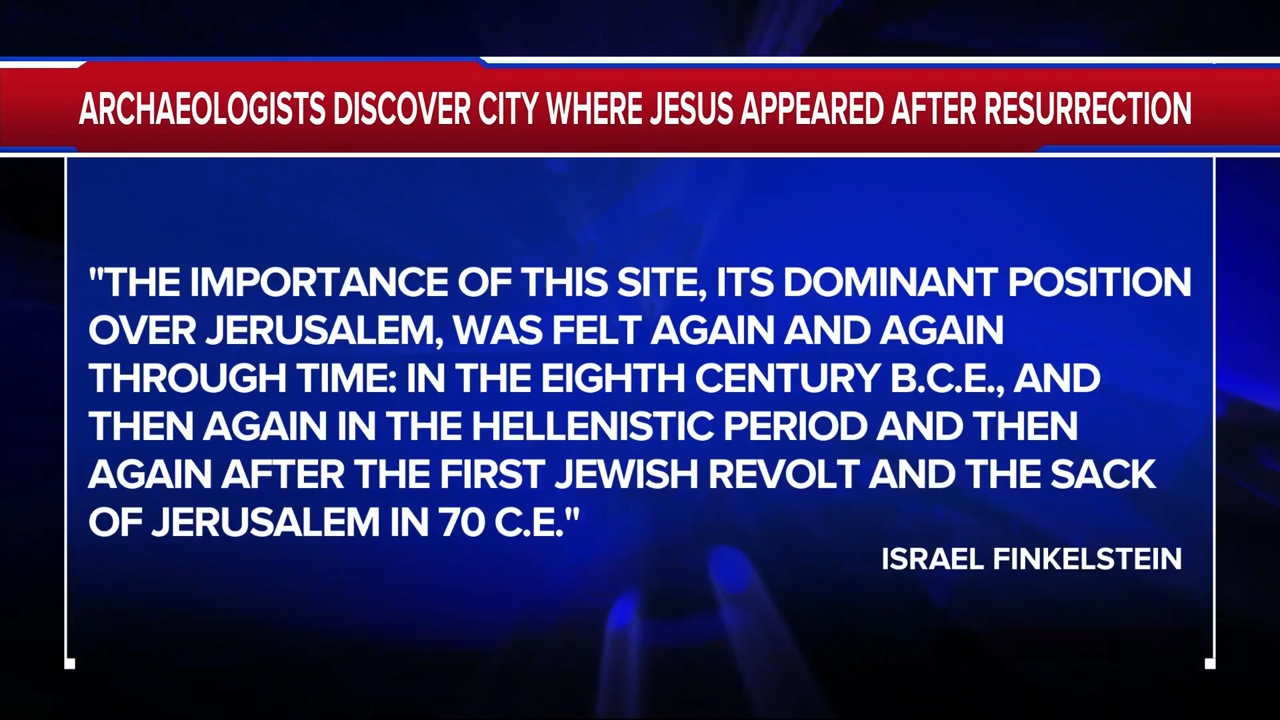 ARCHAEOLOGISTS DISCOVER CITY WHERE JESUS APPEARED AFTER RESURRECTION
"THE IMPORTANCE OF THIS SITE, ITS DOMINANT POSITION
OVER JERUSALEM, WAS FELT AGAIN AND AGAIN
THROUGH TIME: IN THE EIGHTH CENTURY B.C.E., AND
THEN AGAIN IN THE HELLENISTIC PERIOD AND THEN
AGAIN AFTER THE FIRST JEWISH REVOLT AND THE SACK
OF JERUSALEM IN 70 C.E."
ISRAEL FINKELSTEIN